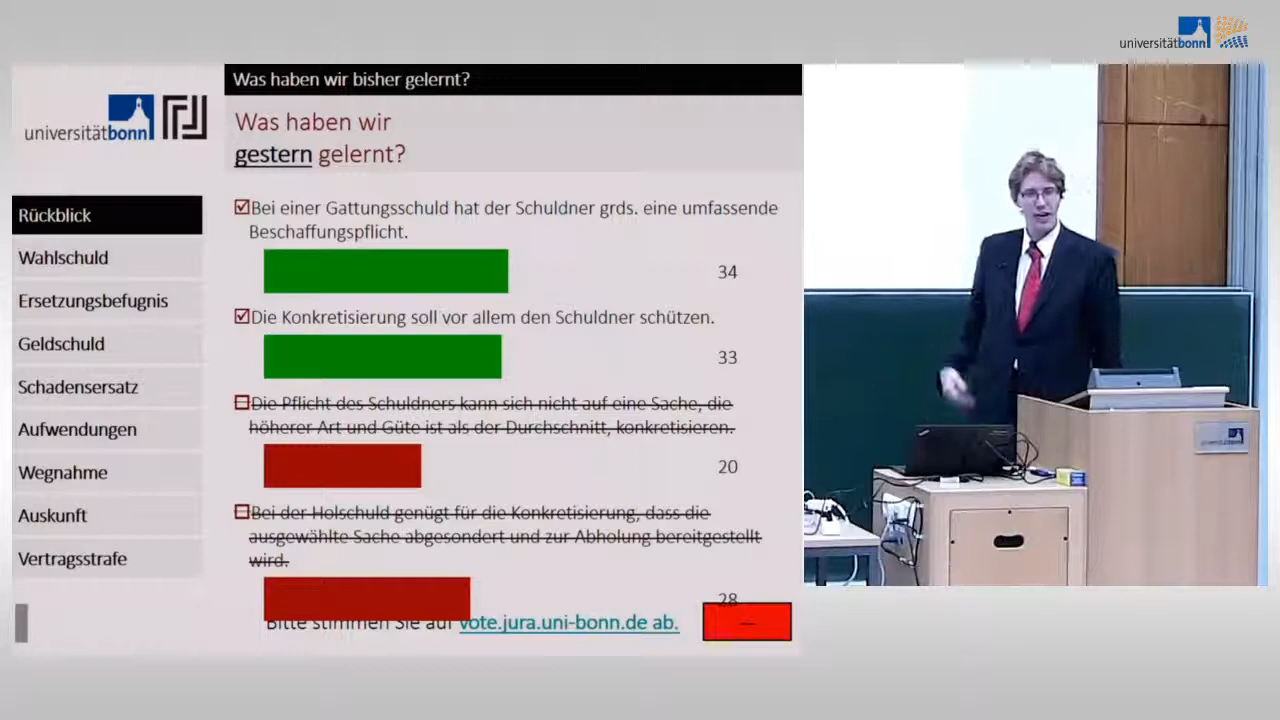 universitätbonn
Was haben wir bisher gelernt?
universitätbonn
Was haben wir
gestern gelernt?
Rückblick
Wahlschuld
Ersetzungsbefugnis
Geldschuld
Schadensersatz
Aufwendungen
Wegnahme
Auskunft
Vertragsstrafe
Bei einer Gattungsschuld hat der Schuldner grds. eine umfassende
Beschaffungspflicht.
34
Die Konkretisierung soll vor allem den Schuldner schützen.
33
Die Pflicht des Schuldners kann sich nicht auf eine Sache, die
höherer Art und Güte ist als der Durchschnitt, konkretisieren.
20
Bei der Holschuld genügt für die Konkretisierung, dass die
ausgewählte Sache abgesondert und zur Abholung bereitgestellt
wird.
28
Bitte stimmen Sie auf vote.jura.uni-bonn.de ab.
universitätbonn